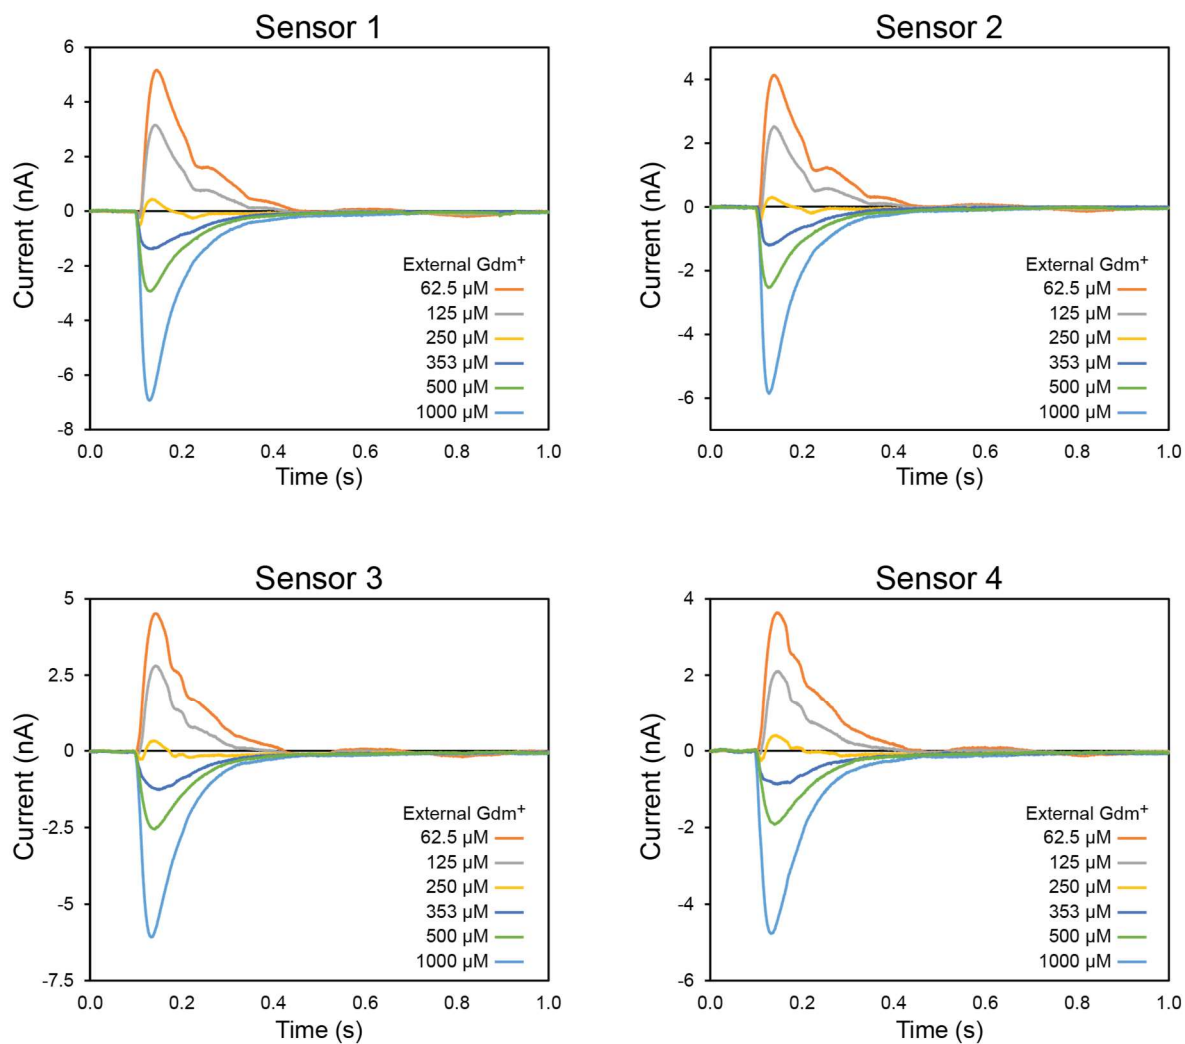 Sensor 1
6
4
2
0
-2
-4
-6
-8
Current (nA)
0.0 0.2 0.4 0.6 0.8 1.0
Time (s)
External Gdm+
62.5 µM
125 µM
250 µM
353 µM
500 µM
1000 µM
Sensor 2
4
2
0
-2
-4
-6
Current (nA)
0.0 0.2 0.4 0.6 0.8 1.0
Time (s)
External Gdm+
62.5 µM
125 µM
250 µM
353 µM
500 µM
1000 µM
Sensor 3
5
2.5
0
-2.5
-5
-7.5
Current (nA)
0.0 0.2 0.4 0.6 0.8 1.0
Time (s)
External Gdm+
62.5 µM
125 µM
250 µM
353 µM
500 µM
1000 µM
Sensor 4
4
2
0
-2
-4
-6
Current (nA)
0.0 0.2 0.4 0.6 0.8 1.0
Time (s)
External Gdm+
62.5 µM
125 µM
250 µM
353 µM
500 µM
1000 µM